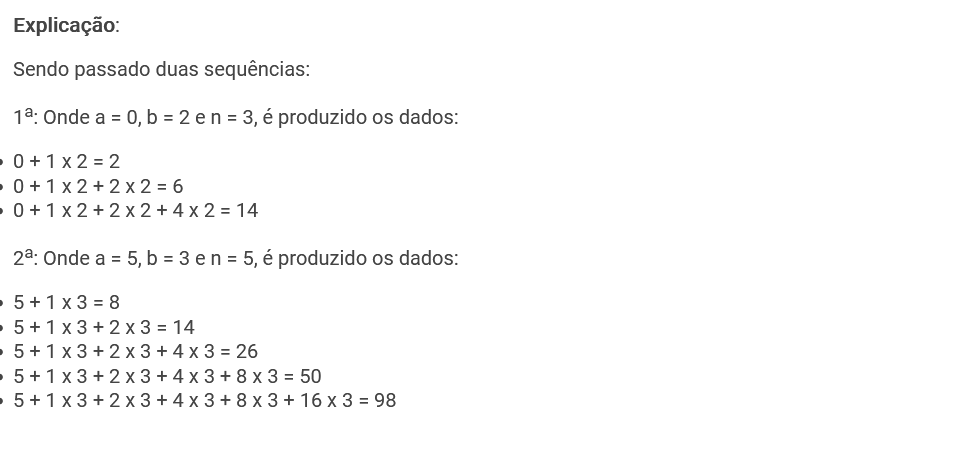 Explicação:
Sendo passado duas sequências:
1ª: Onde a = 0, b = 2 e n = 3, é produzido os dados:
• 0 + 1 x 2 = 2
• 0 + 1 x 2 + 2 x 2 = 6
• 0 + 1 x 2 + 2 x 2 + 4 x 2 = 14
2ª: Onde a = 5, b = 3 e n = 5, é produzido os dados:
• 5 + 1 x 3 = 8
• 5 + 1 x 3 + 2 x 3 = 14
• 5 + 1 x 3 + 2 x 3 + 4 x 3 = 26
• 5 + 1 x 3 + 2 x 3 + 4 x 3 + 8 x 3 = 50
• 5 + 1 x 3 + 2 x 3 + 4 x 3 + 8 x 3 + 16 x 3 = 98